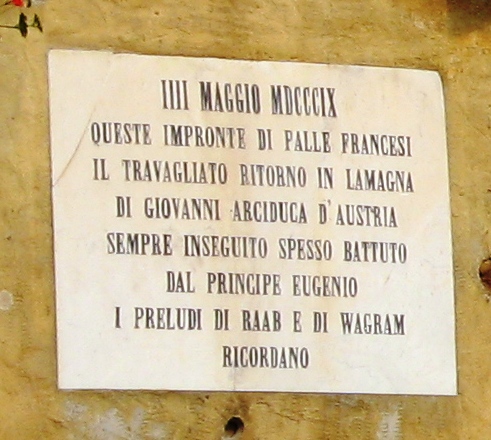 IIII MAGGIO MDCCCIX
QUESTE IMPRONTE DI PALLE FRANCESI
IL TRAVAGLIATO RITORNO IN LAMAGNA
DI GIOVANNI ARCIDUCA D'AUSTRIA
SEMPRE INSEGUITO SPESSO BATTUTO
DAL PRINCIPE EUGENIO
I PRELUDI DI RAAB E DI WAGRAM
RICORDANO